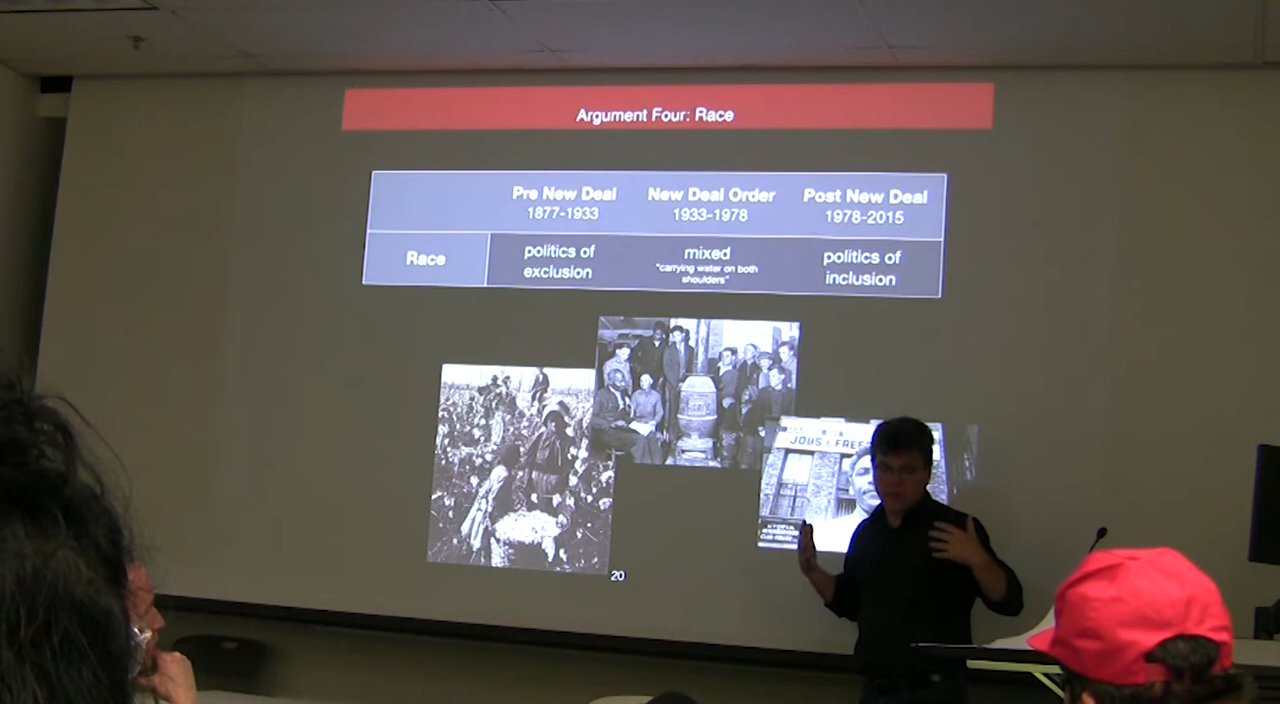 Argument Four: Race
Pre New Deal
1877-1933
New Deal Order
1933-1978
Post New Deal
1978-2015
Race
politics of
exclusion
mixed
"carrying water on both
shoulders"
politics of
inclusion
JOBS & FREE
20